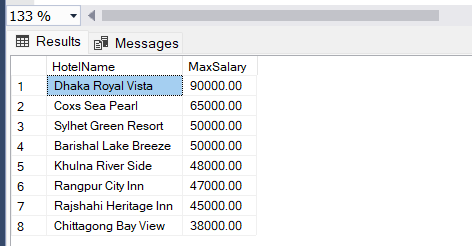 133 %
Results Messages
HotelName MaxSalary
1 Dhaka Royal Vista 90000.00
2 Coxs Sea Pearl 65000.00
3 Sylhet Green Resort 50000.00
4 Barishal Lake Breeze 50000.00
5 Khulna River Side 48000.00
6 Rangpur City Inn 47000.00
7 Rajshahi Heritage Inn 45000.00
8 Chittagong Bay View 38000.00